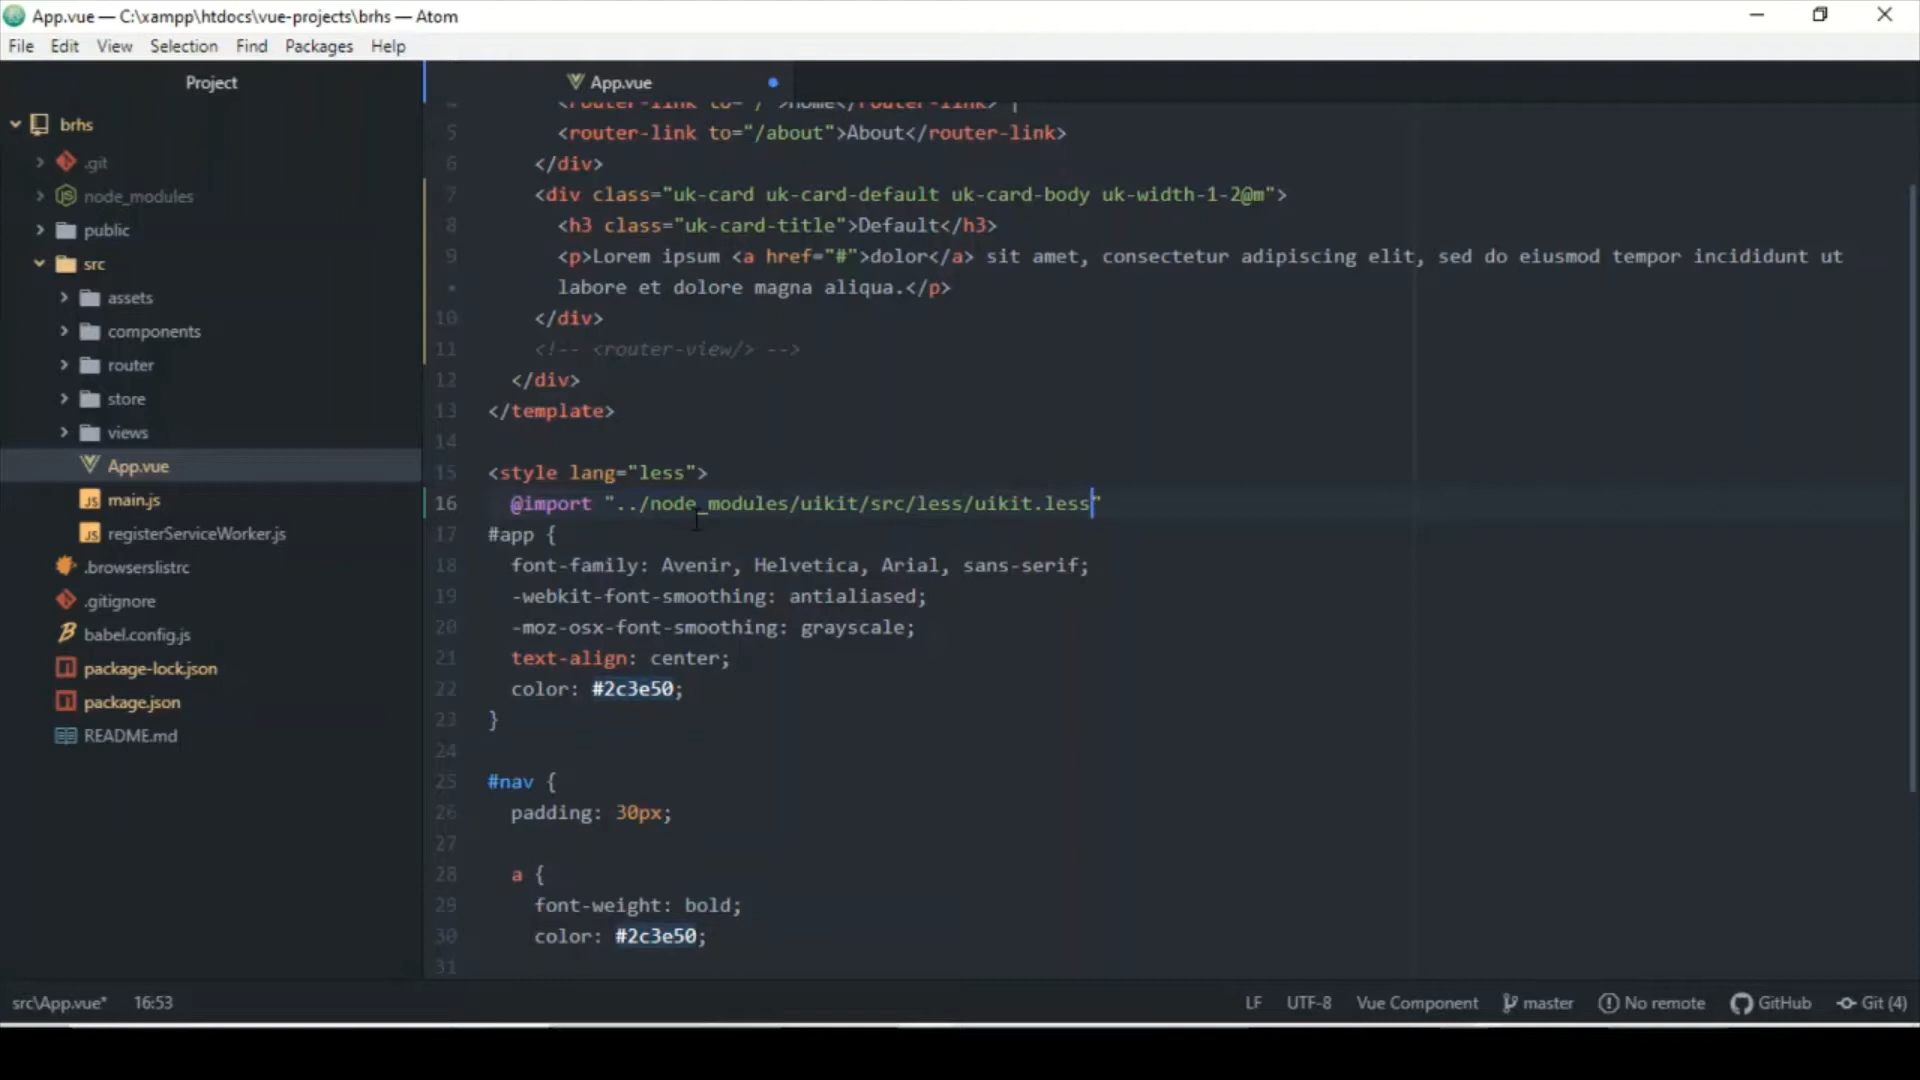 App.vue — C:\xampp\htdocs\vue-projects\brhs — Atom
File Edit View Selection Find Packages Help
Project
brhs
.git
node_modules
public
src
assets
components
router
store
views
App.vue
main.js
registerServiceWorker.js
.browserslistrc
.gitignore
babel.config.js
package-lock.json
package.json
README.md
App.vue
4 <router-link to="/">Home</router-link> |
5 <router-link to="/about">About</router-link>
6 </div>
7 <div class="uk-card uk-card-default uk-card-body uk-width-1-2@m">
8 <h3 class="uk-card-title">Default</h3>
9 <p>Lorem ipsum <a href="#">dolor</a> sit amet, consectetur adipiscing elit, sed do eiusmod tempor incididunt ut
• labore et dolore magna aliqua.</p>
10 </div>
11 <!-- <router-view/> -->
12 </div>
13 </template>
14
15 <style lang="less">
16 @import "../node_modules/uikit/src/less/uikit.less"
17 #app {
18 font-family: Avenir, Helvetica, Arial, sans-serif;
19 -webkit-font-smoothing: antialiased;
20 -moz-osx-font-smoothing: grayscale;
21 text-align: center;
22 color: #2c3e50;
23 }
24
25 #nav {
26 padding: 30px;
27
28 a {
29 font-weight: bold;
30 color: #2c3e50;
31
src\App.vue* 16:53 LF UTF-8 Vue Component master No remote GitHub Git (4)